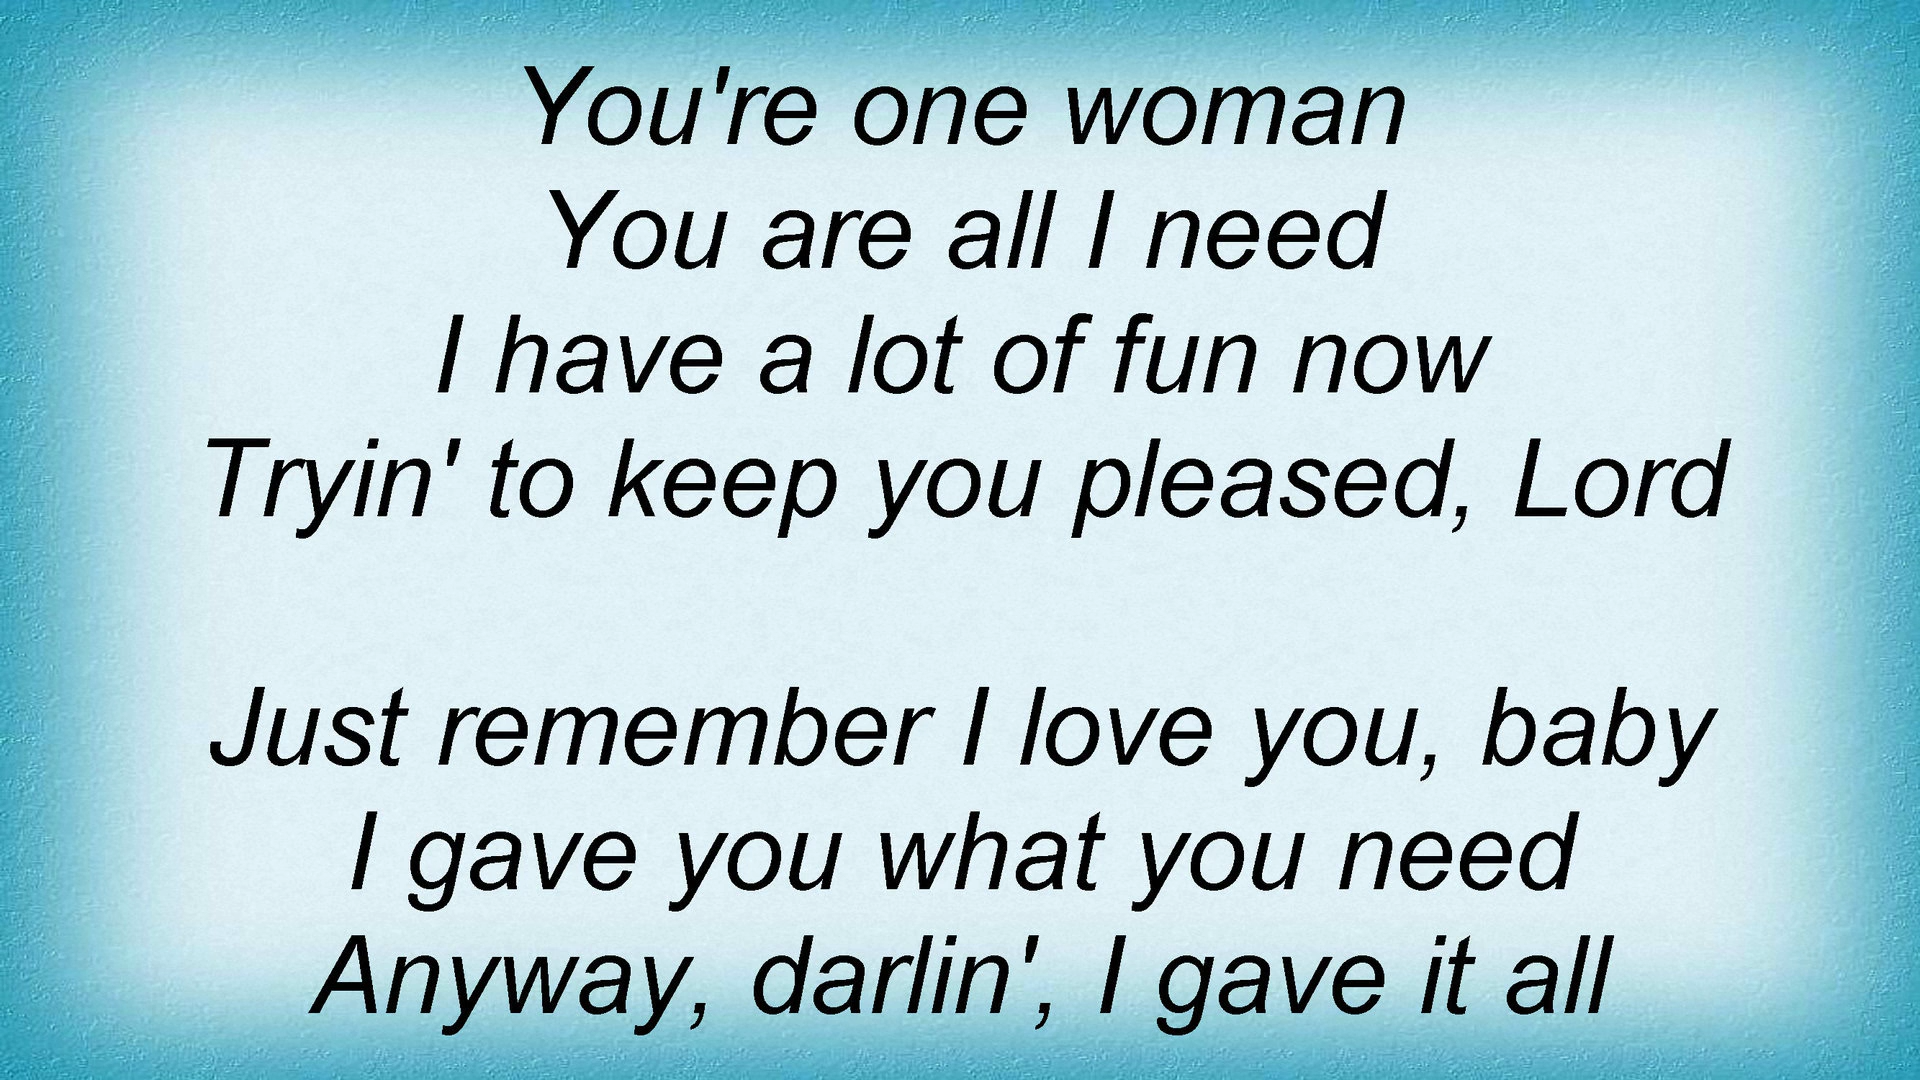 You're one woman
You are all I need
I have a lot of fun now
Tryin' to keep you pleased, Lord
Just remember I love you, baby
I gave you what you need
Anyway, darlin', I gave it all